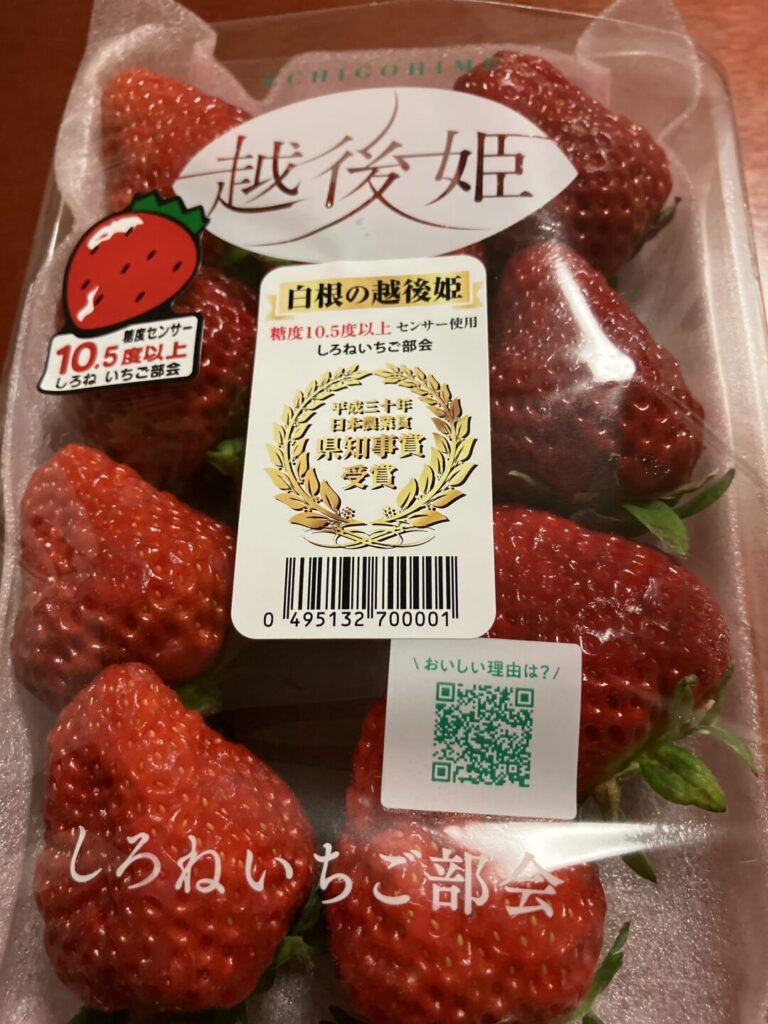 ECHIGOHIME
越後姫
糖度センサー
10.5度以上
しろね いちご部会
白根の越後姫
糖度10.5度以上 センサー使用
しろねいちご部会
平成三十年
日本農業賞
県知事賞
受賞
0 495132 700001
\ おいしい理由は?/
しろねいちご部会